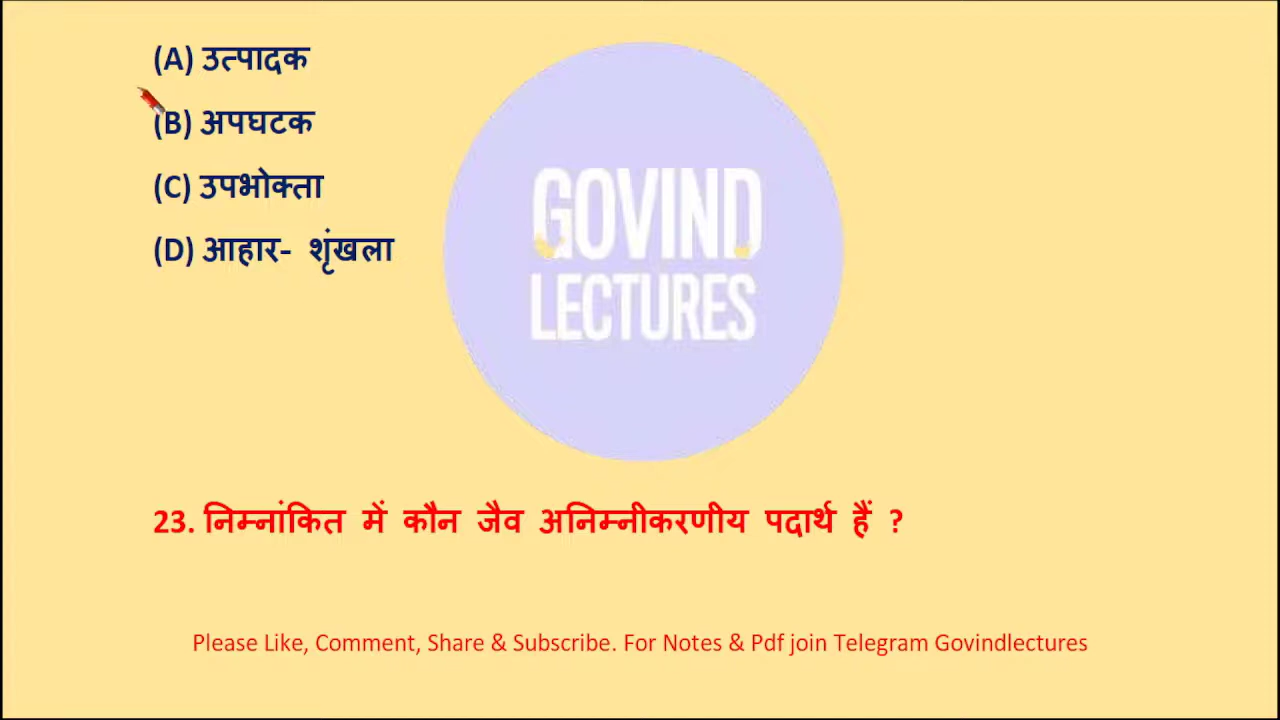 (A) उत्पादक
(B) अपघटक
(C) उपभोक्ता
(D) आहार- शृंखला
GOVIND
LECTURES
23. निम्नांकित में कौन जैव अनिम्नीकरणीय पदार्थ हैं ?
Please Like, Comment, Share & Subscribe. For Notes & Pdf join Telegram Govindlectures